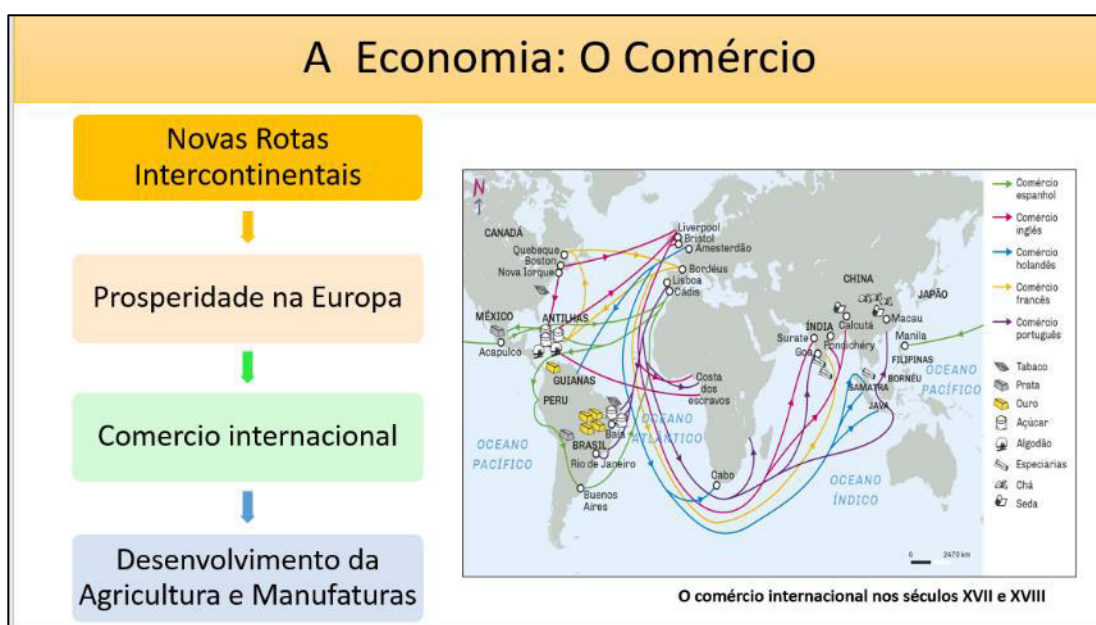 A Economia: O Comércio
Novas Rotas
Intercontinentais
Prosperidade na Europa
Comercio internacional
Desenvolvimento da
Agricultura e Manufaturas
N
CANADÁ
Quebeque
Boston
Nova Iorque
Liverpool
Bristol
Amesterdão
Bordéus
Lisboa
Cádis
MÉXICO
Acapulco
ANTILHAS
GUIANAS
PERU
BRASIL
Baía
Rio de Janeiro
Buenos
Aires
OCEANO
PACÍFICO
OCEANO
ATLÂNTICO
Costa
dos
escravos
Cabo
CHINA
JAPÃO
ÍNDIA
Calcutá
Macau
Surate
Goa
Pondichéry
Manila
FILIPINAS
BORNÉU
SAMATRA
JAVA
OCEANO
PACÍFICO
OCEANO
ÍNDICO
0 2470 km
Comércio
espanhol
Comércio
inglês
Comércio
holandês
Comércio
francês
Comércio
português
Tabaco
Prata
Ouro
Açúcar
Algodão
Especiarias
Chá
Seda
O comércio internacional nos séculos XVII e XVIII